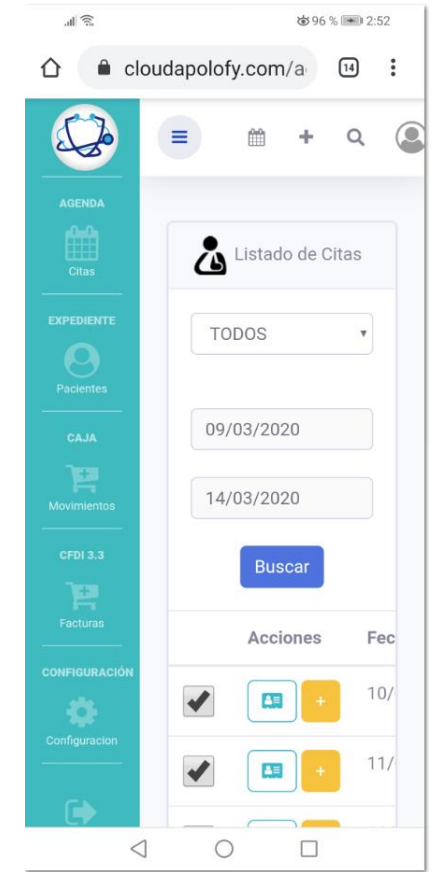 96 % 2:52
cloudapolofy.com/a
14
AGENDA
Citas
EXPEDIENTE
Pacientes
CAJA
Movimientos
CFDI 3.3
Facturas
CONFIGURACIÓN
Configuracion
Listado de Citas
TODOS
09/03/2020
14/03/2020
Buscar
Acciones Fec
+ 10/
+ 11/